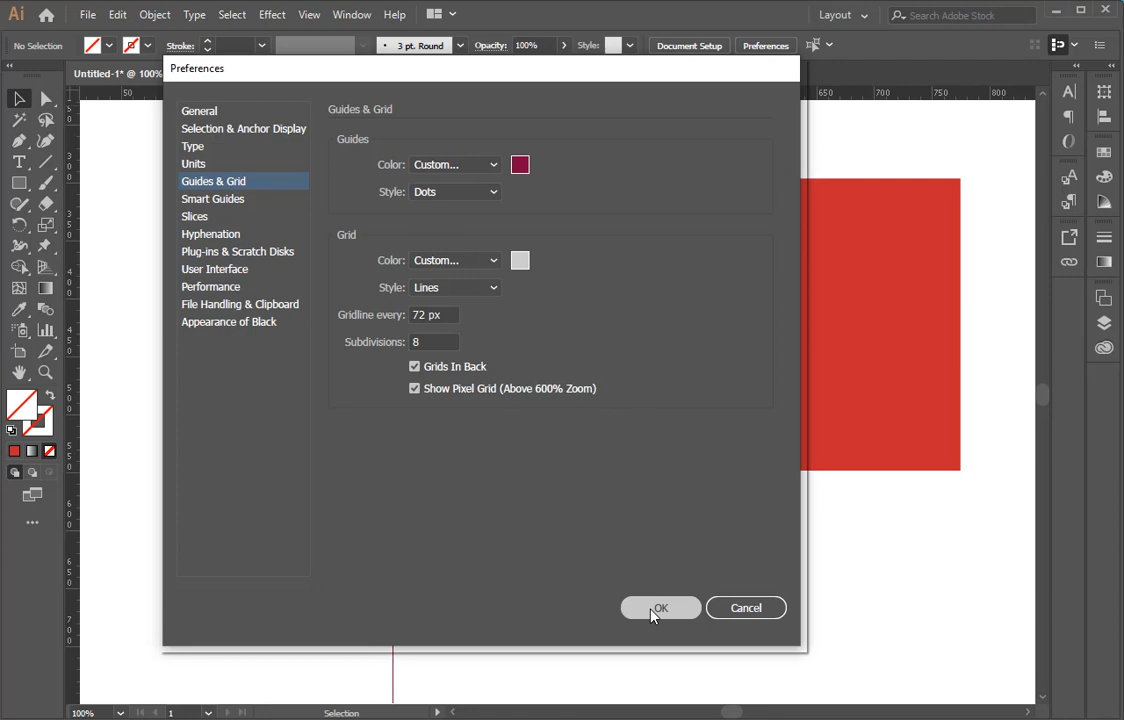 Ai File Edit Object Type Select Effect View Window Help Layout Search Adobe Stock
No Selection Stroke: 3 pt. Round Opacity: 100% Style: Document Setup Preferences
Untitled-1* @ 100%
Preferences
50 650 700 750 800
General
Selection & Anchor Display
Type
Units
Guides & Grid
Smart Guides
Slices
Hyphenation
Plug-ins & Scratch Disks
User Interface
Performance
File Handling & Clipboard
Appearance of Black
Guides & Grid
Guides
Color: Custom...
Style: Dots
Grid
Color: Custom...
Style: Lines
Gridline every: 72 px
Subdivisions: 8
Grids In Back
Show Pixel Grid (Above 600% Zoom)
OK Cancel
100% 1 Selection